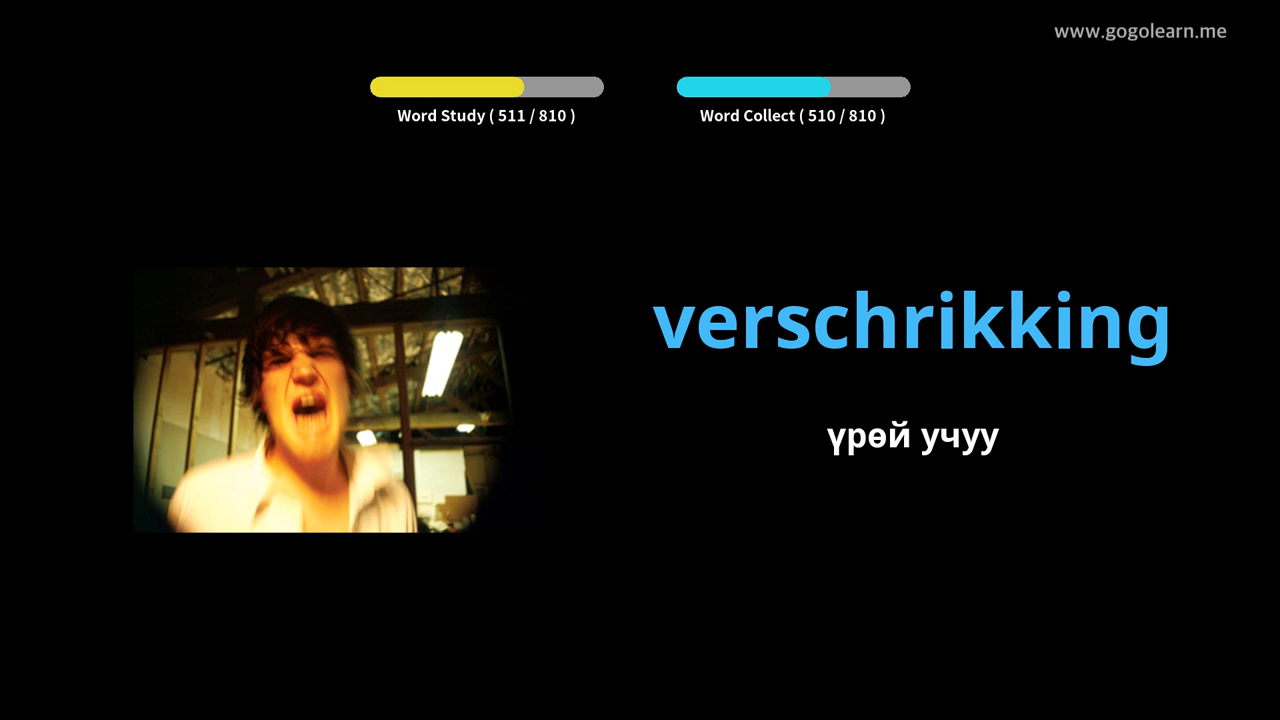 www.gogolearn.me
Word Study ( 511 / 810 )
Word Collect ( 510 / 810 )
verschrikking
үрөй учуу